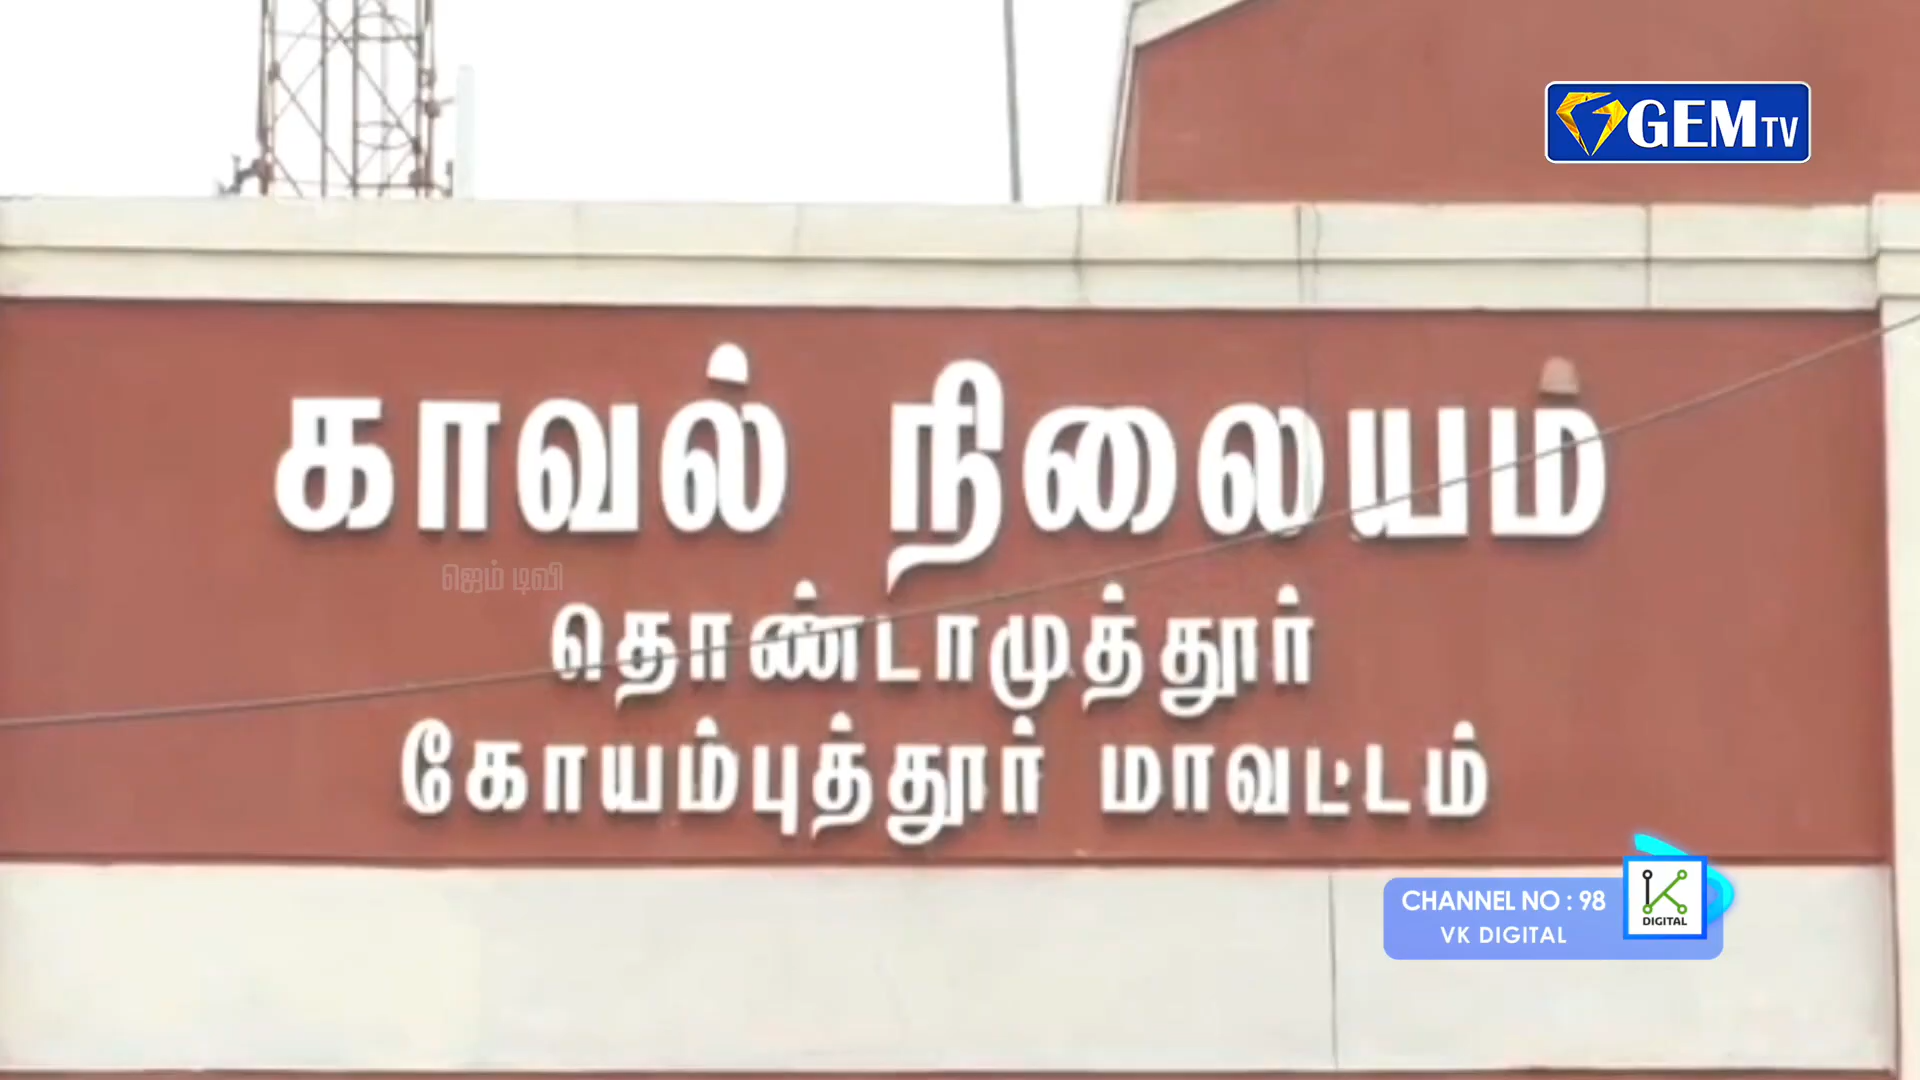 GEM TV
காவல் நிலையம்
ஜெம் டிவி
தொண்டாமுத்தூர்
கோயம்புத்தூர் மாவட்டம்
CHANNEL NO : 98
VK DIGITAL
K DIGITAL